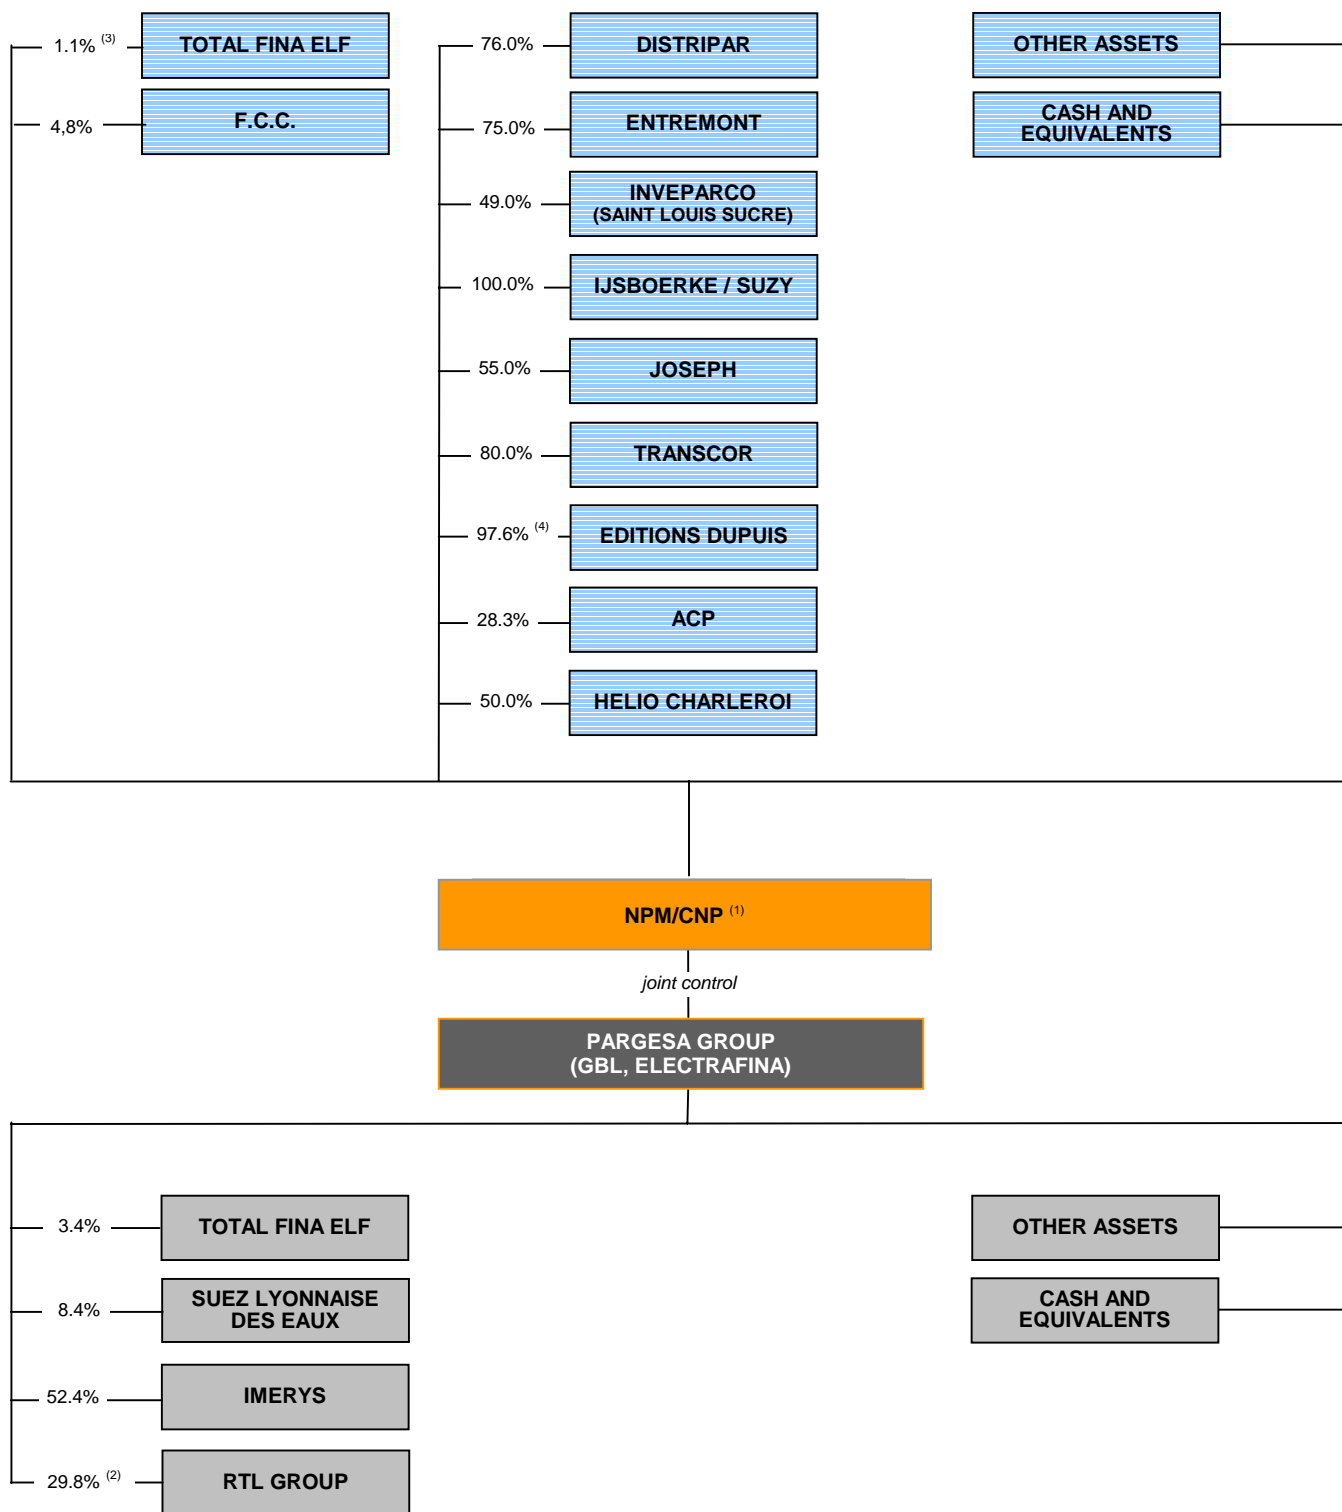 1.1% (3)
TOTAL FINA ELF
4,8%
F.C.C.
76.0%
DISTRIPAR
75.0%
ENTREMONT
49.0%
INVEPARCO
(SAINT LOUIS SUCRE)
100.0%
IJSBOERKE / SUZY
55.0%
JOSEPH
80.0%
TRANSCOR
97.6% (4)
EDITIONS DUPUIS
28.3%
ACP
50.0%
HELIO CHARLEROI
OTHER ASSETS
CASH AND
EQUIVALENTS
NPM/CNP (1)
joint control
PARGESA GROUP
(GBL, ELECTRAFINA)
3.4%
TOTAL FINA ELF
8.4%
SUEZ LYONNAISE
DES EAUX
52.4%
IMERYS
29.8% (2)
RTL GROUP
OTHER ASSETS
CASH AND
EQUIVALENTS